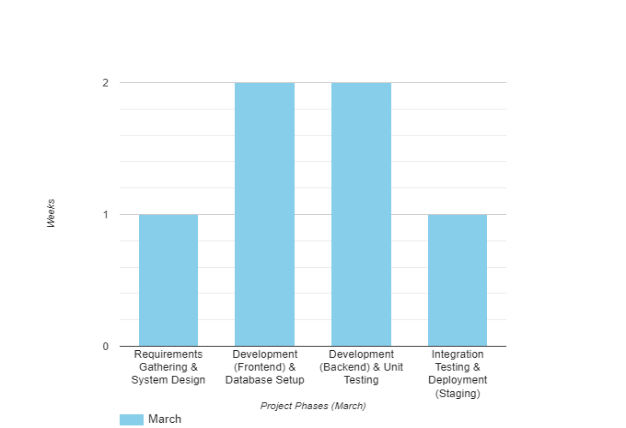 2
Weeks
1
0
Requirements
Gathering &
System Design
Development
(Frontend) &
Database Setup
Development
(Backend) & Unit
Testing
Integration
Testing &
Deployment
(Staging)
Project Phases (March)
March